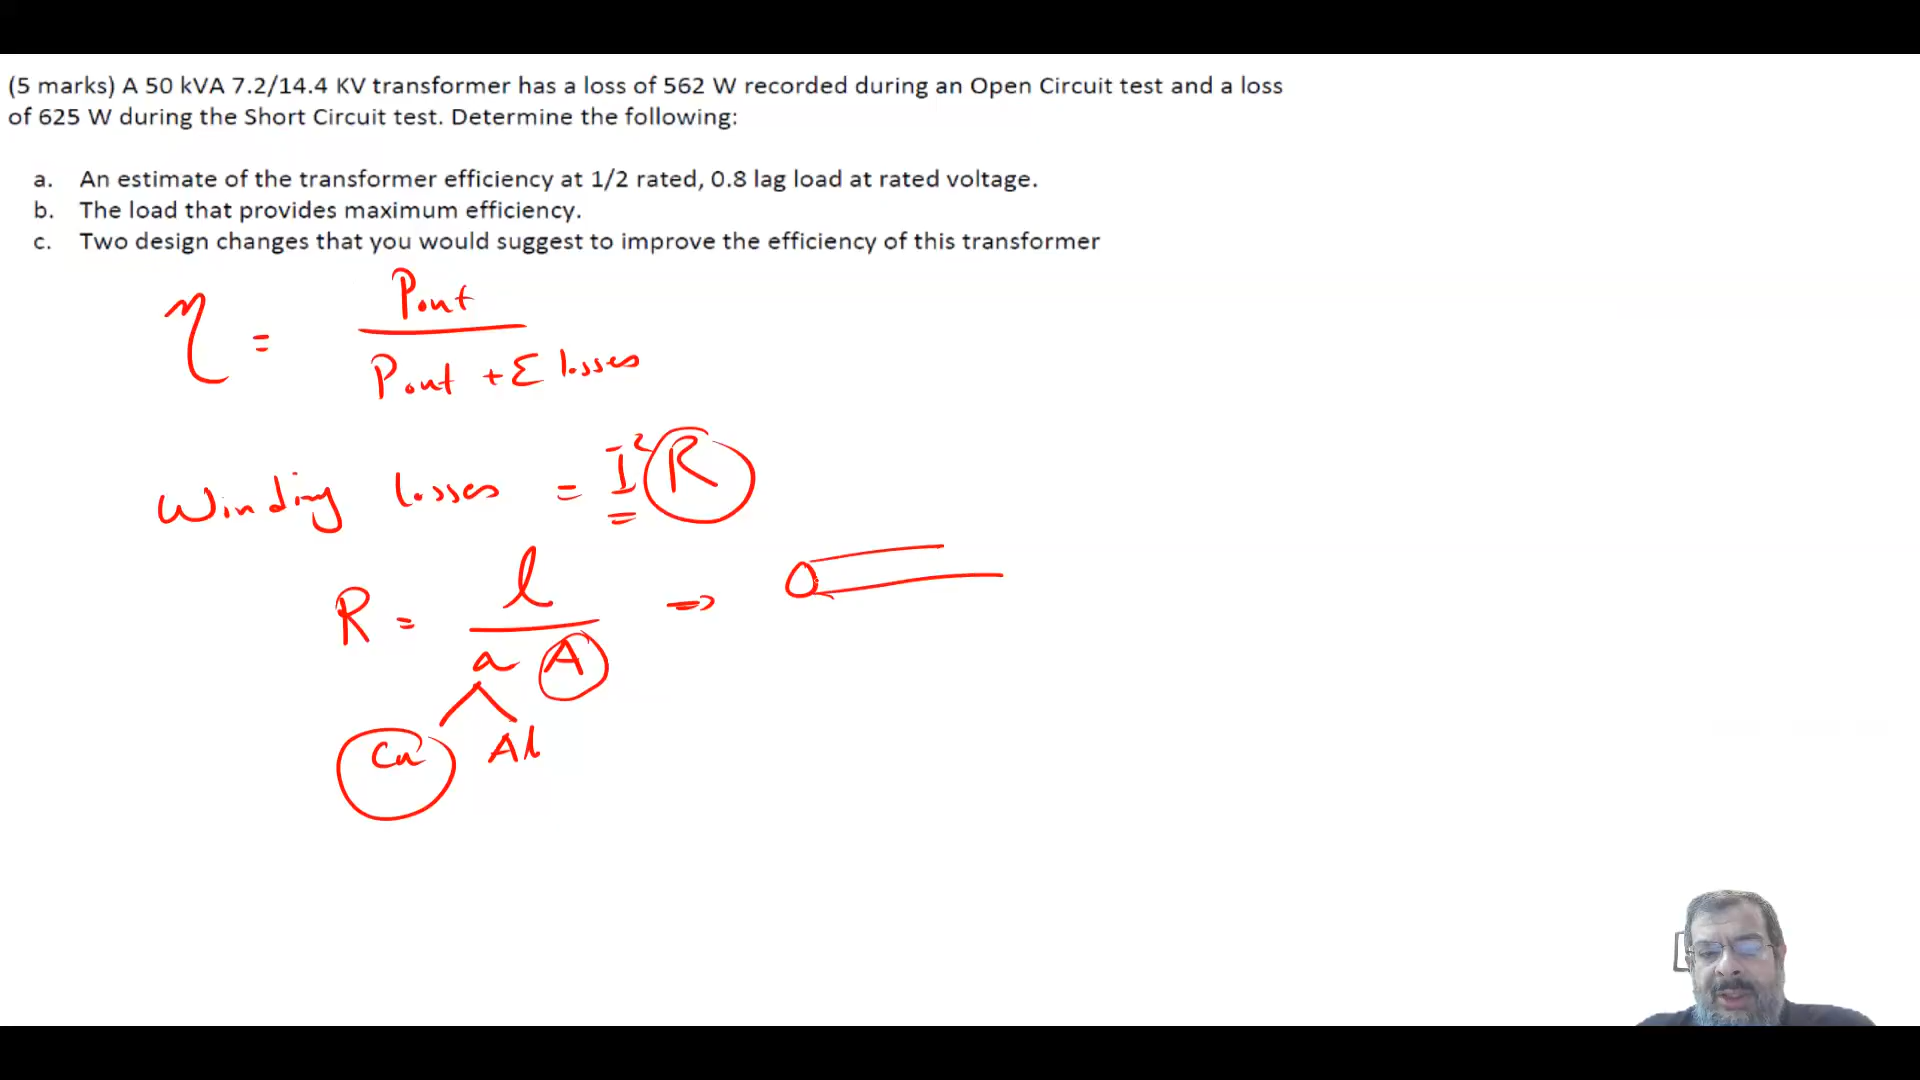 (5 marks) A 50 kVA 7.2/14.4 KV transformer has a loss of 562 W recorded during an Open Circuit test and a loss
of 625 W during the Short Circuit test. Determine the following:
a. An estimate of the transformer efficiency at 1/2 rated, 0.8 lag load at rated voltage.
b. The load that provides maximum efficiency.
c. Two design changes that you would suggest to improve the efficiency of this transformer
η = Pout
Pout + Σ losses
Winding losses = I² R
R = l
a A
Cu Al